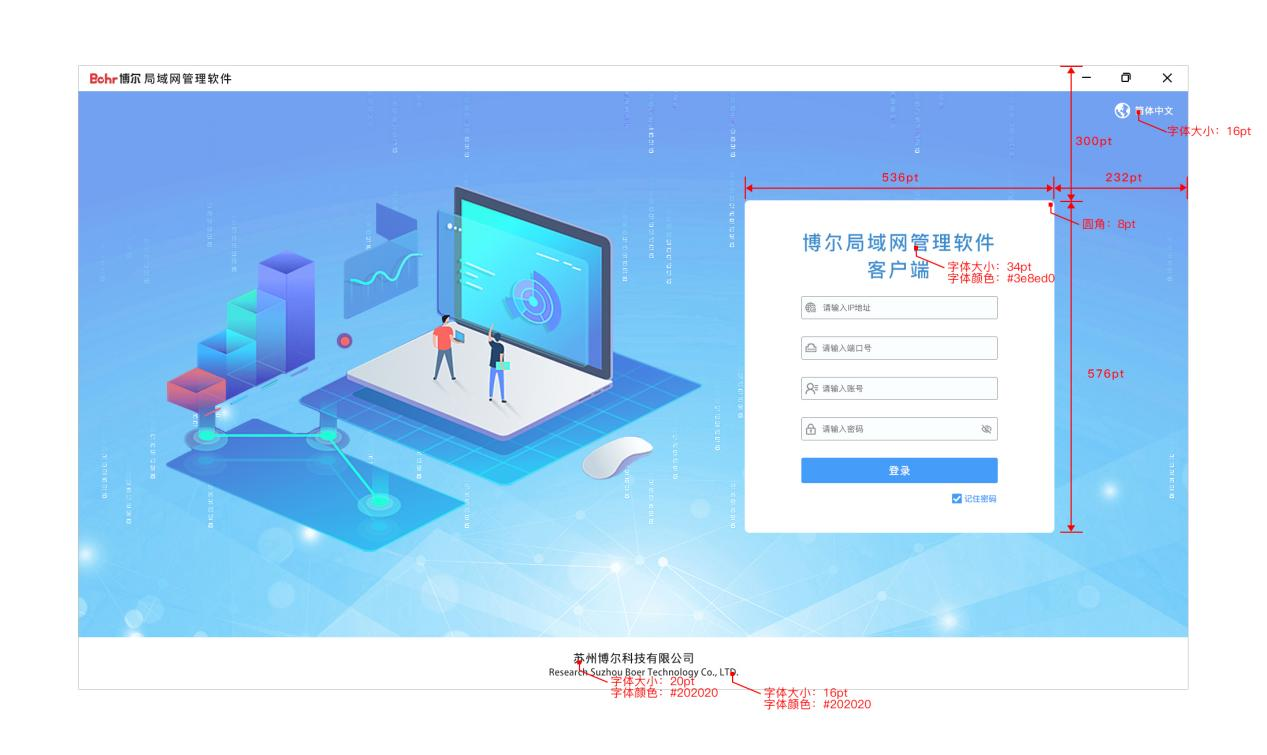 Bohr博尔 局域网管理软件
简体中文
字体大小：16pt
300pt
536pt
232pt
圆角：8pt
博尔局域网管理软件
客户端
字体大小：34pt
字体颜色：#3e8ed0
请输入IP地址
请输入端口号
576pt
请输入账号
请输入密码
登录
记住密码
苏州博尔科技有限公司
Research Suzhou Boer Technology Co., LTD.
字体大小：20pt
字体颜色：#202020
字体大小：16pt
字体颜色：#202020